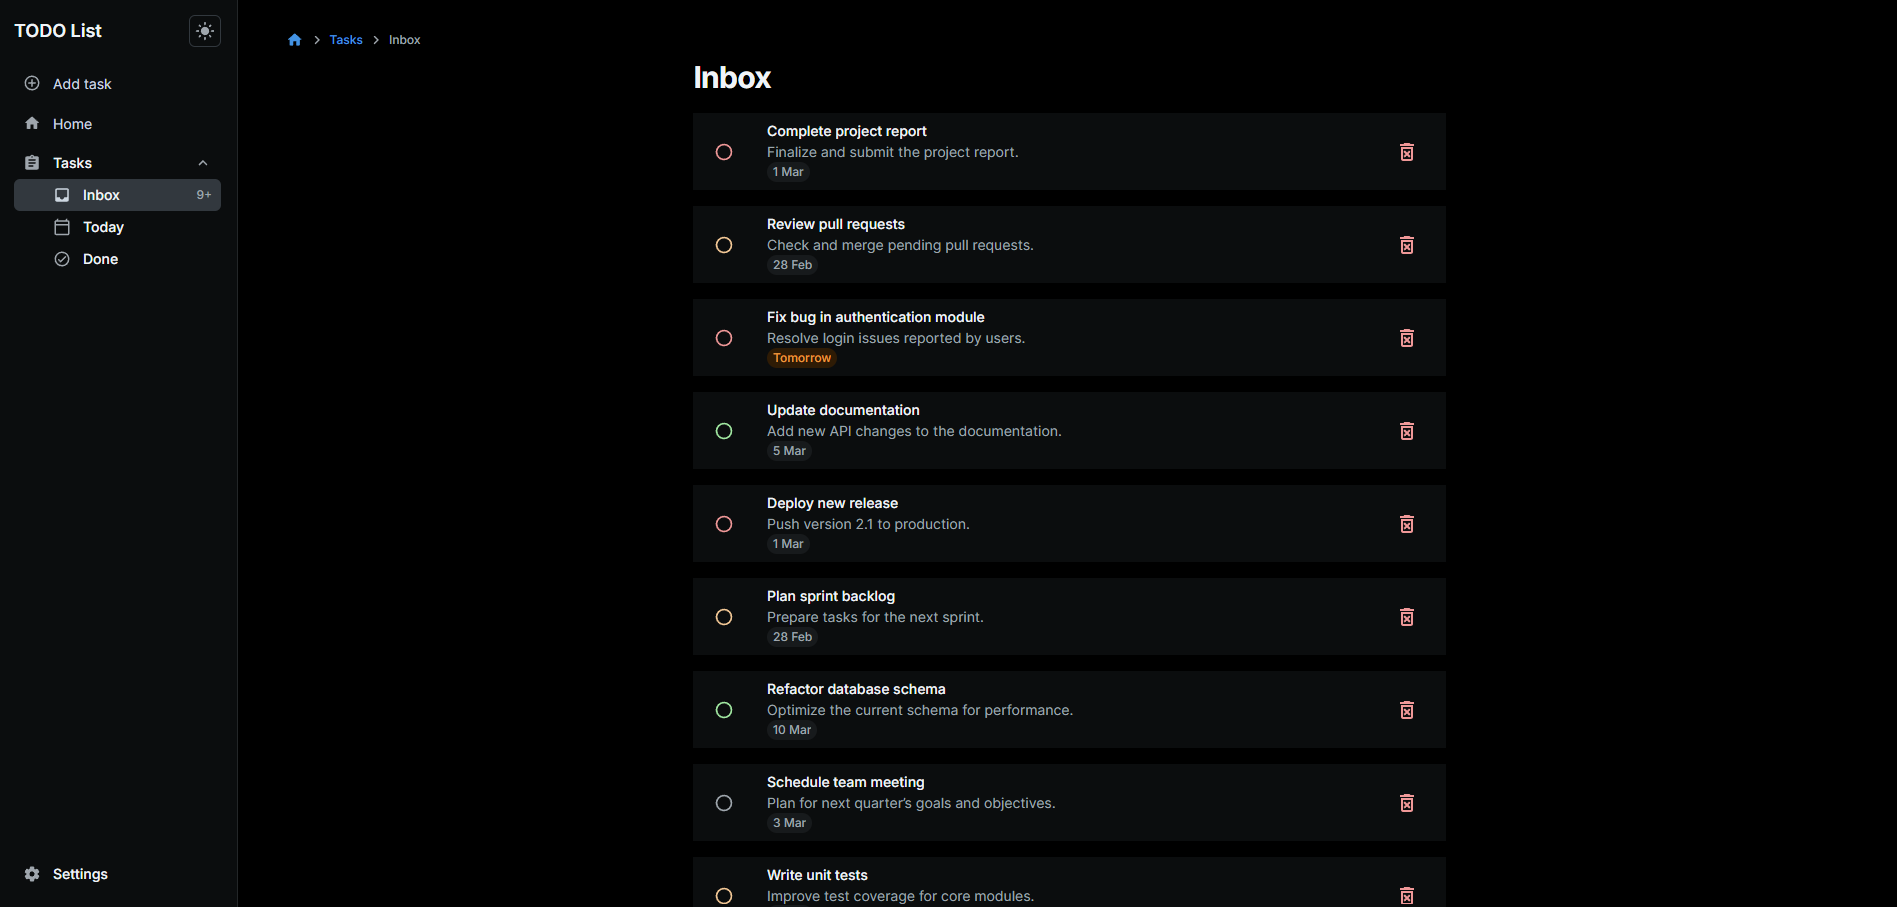 TODO List
Add task
Home
Tasks
Inbox 9+
Today
Done
Settings
Tasks Inbox
Inbox
Complete project report
Finalize and submit the project report.
1 Mar
Review pull requests
Check and merge pending pull requests.
28 Feb
Fix bug in authentication module
Resolve login issues reported by users.
Tomorrow
Update documentation
Add new API changes to the documentation.
5 Mar
Deploy new release
Push version 2.1 to production.
1 Mar
Plan sprint backlog
Prepare tasks for the next sprint.
28 Feb
Refactor database schema
Optimize the current schema for performance.
10 Mar
Schedule team meeting
Plan for next quarter's goals and objectives.
3 Mar
Write unit tests
Improve test coverage for core modules.